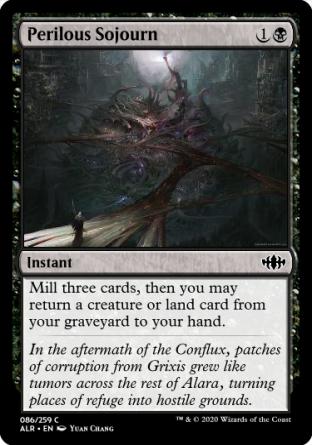 Perilous Sojourn 1
Instant
Mill three cards, then you may
return a creature or land card from
your graveyard to your hand.
In the aftermath of the Conflux, patches
of corruption from Grixis grew like
tumors across the rest of Alara, turning
places of refuge into hostile grounds.
086/259 C
ALR • EN Yuan Chang
™ & © 2020 Wizards of the Coast